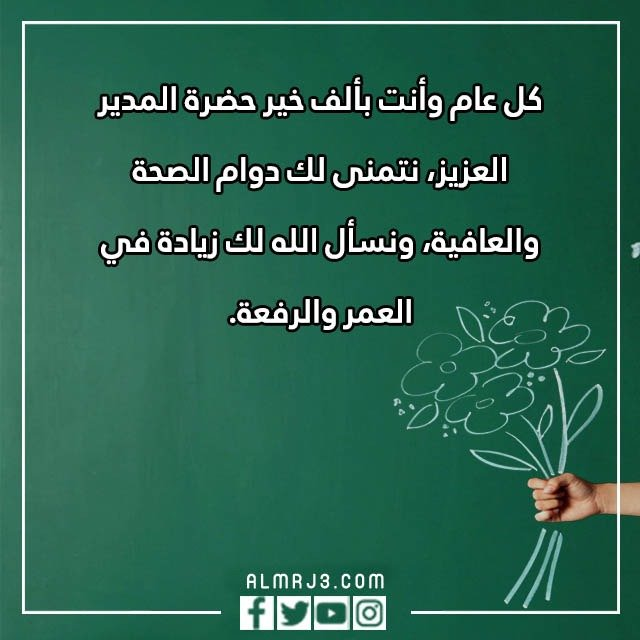 كل عام وأنت بألف خير حضرة المدير
العزيز، نتمنى لك دوام الصحة
والعافية، ونسأل الله لك زيادة في
العمر والرفعة.
ALMRJ3.COM